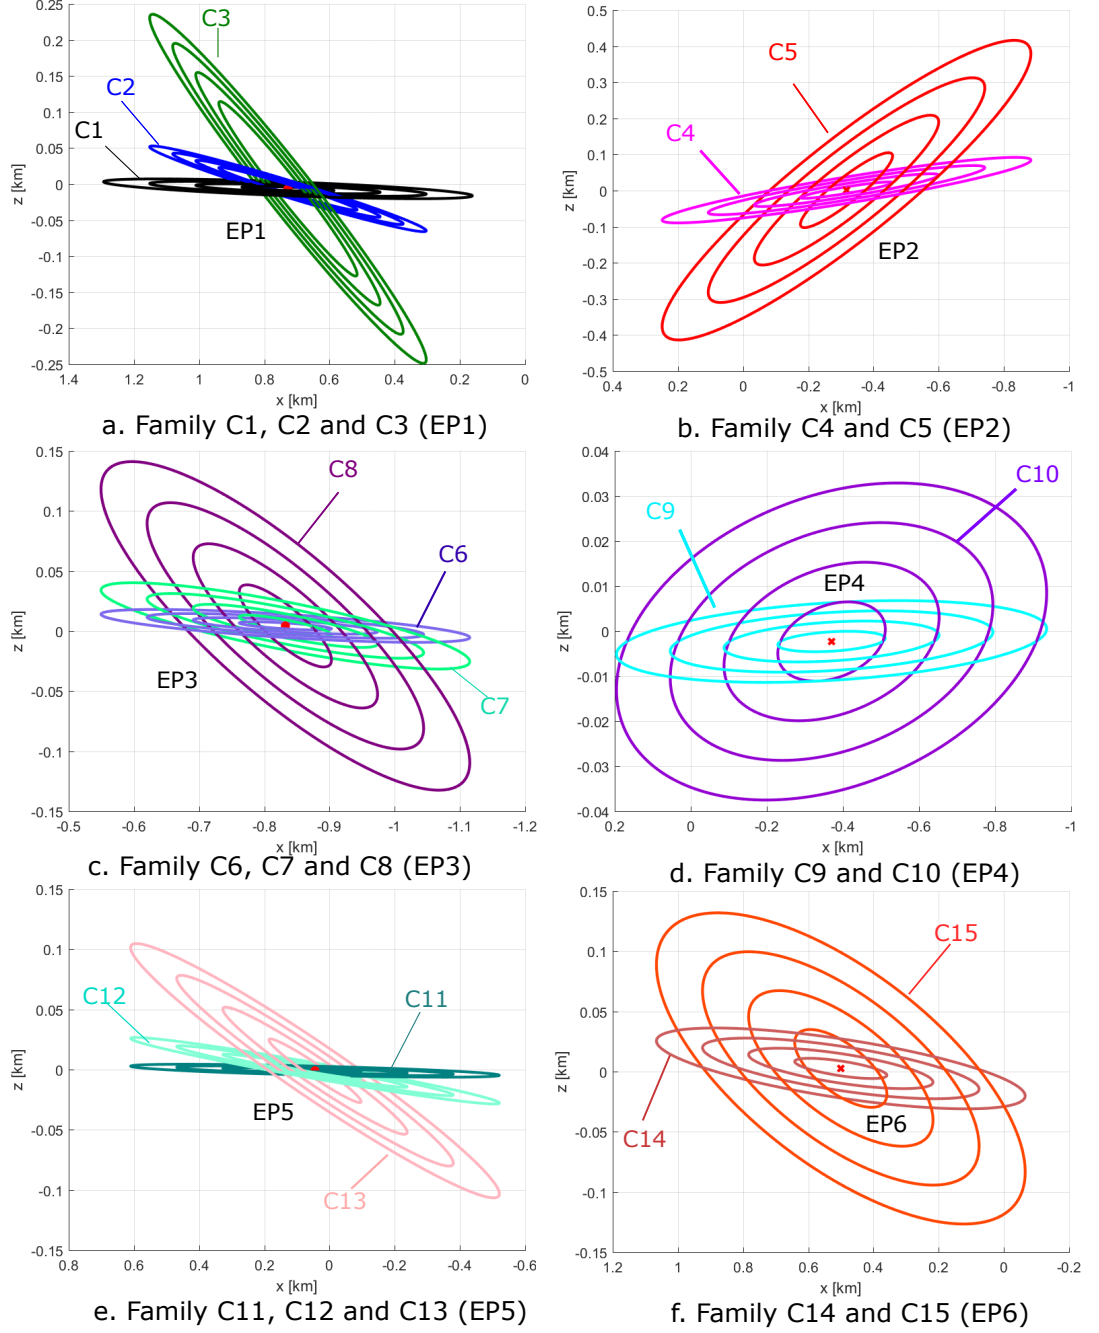 0.25
0.2
0.15
0.1
0.05
0
-0.05
-0.1
-0.15
-0.2
-0.25
z [km]
C3
C2
C1
EP1
1.4 1.2 1 0.8 0.6 0.4 0.2 0
x [km]
a. Family C1, C2 and C3 (EP1)
0.5
0.4
0.3
0.2
0.1
0
-0.1
-0.2
-0.3
-0.4
-0.5
z [km]
C5
C4
EP2
0.4 0.2 0 -0.2 -0.4 -0.6 -0.8 -1
x [km]
b. Family C4 and C5 (EP2)
0.15
0.1
0.05
0
-0.05
-0.1
-0.15
z [km]
C8
C6
EP3
C7
-0.5 -0.6 -0.7 -0.8 -0.9 -1 -1.1 -1.2
x [km]
c. Family C6, C7 and C8 (EP3)
0.04
0.03
0.02
0.01
0
-0.01
-0.02
-0.03
-0.04
z [km]
C10
C9
EP4
0.2 0 -0.2 -0.4 -0.6 -0.8 -1
x [km]
d. Family C9 and C10 (EP4)
0.15
0.1
0.05
0
-0.05
-0.1
-0.15
z [km]
C12
C11
EP5
C13
0.8 0.6 0.4 0.2 0 -0.2 -0.4 -0.6
x [km]
e. Family C11, C12 and C13 (EP5)
0.15
0.1
0.05
0
-0.05
-0.1
-0.15
z [km]
C15
EP6
C14
1.2 1 0.8 0.6 0.4 0.2 0 -0.2
x [km]
f. Family C14 and C15 (EP6)